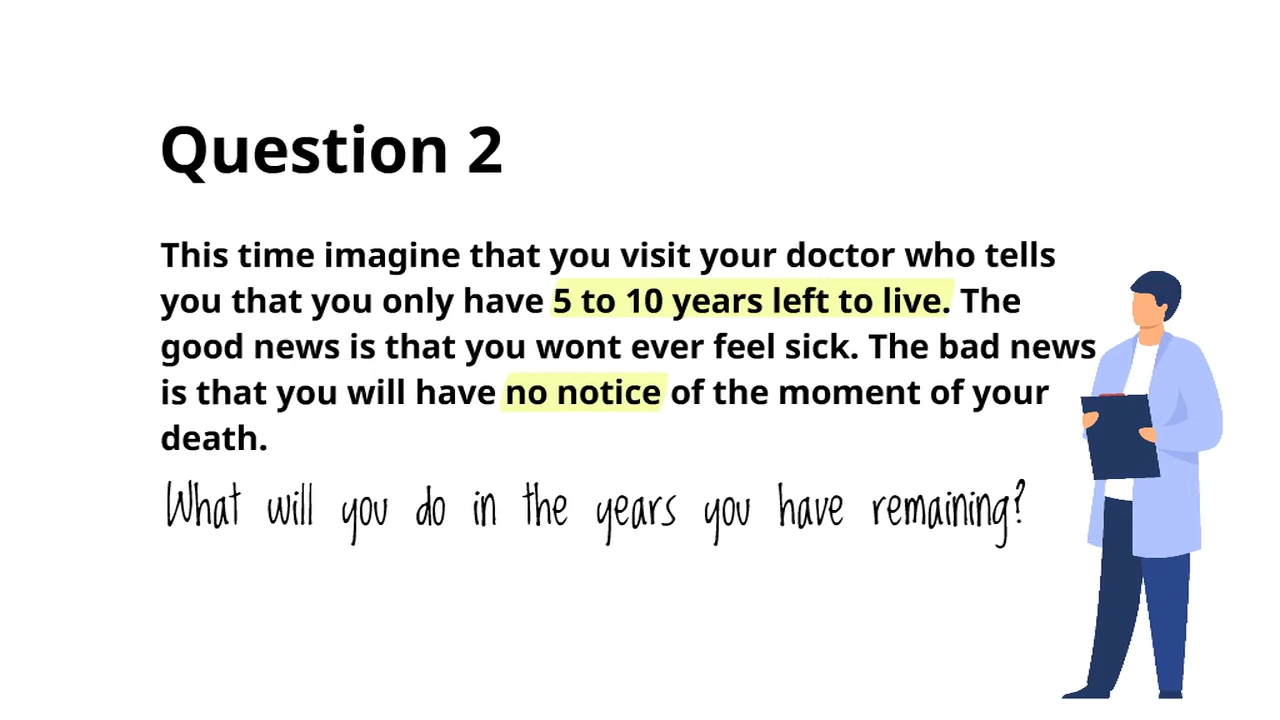 Question 2
This time imagine that you visit your doctor who tells
you that you only have 5 to 10 years left to live. The
good news is that you wont ever feel sick. The bad news
is that you will have no notice of the moment of your
death.
What will you do in the years you have remaining?